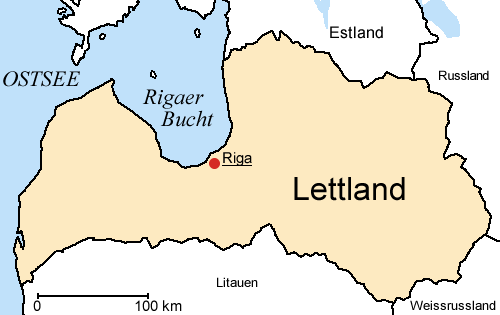 Estland
OSTSEE
Russland
Rigaer
Bucht
Riga
Lettland
Litauen
0 100 km
Weissrussland